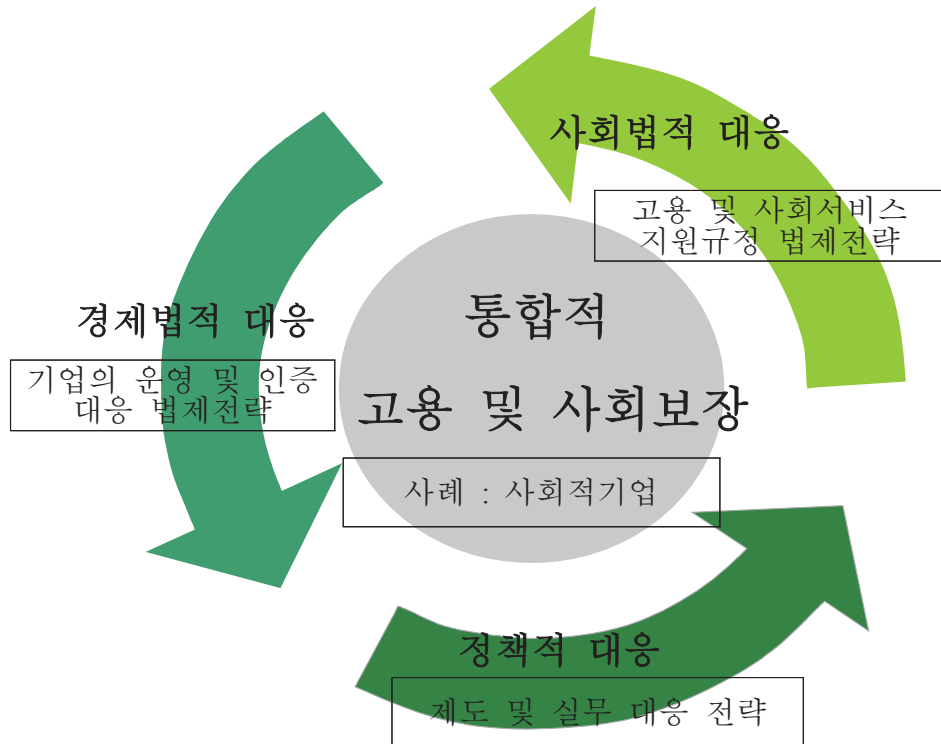 사회법적 대응
고용 및 사회서비스
지원규정 법제전략
통합적
고용 및 사회보장
사례 : 사회적기업
경제법적 대응
기업의 운영 및 인증
대응 법제전략
정책적 대응
제도 및 실무 대응 전략